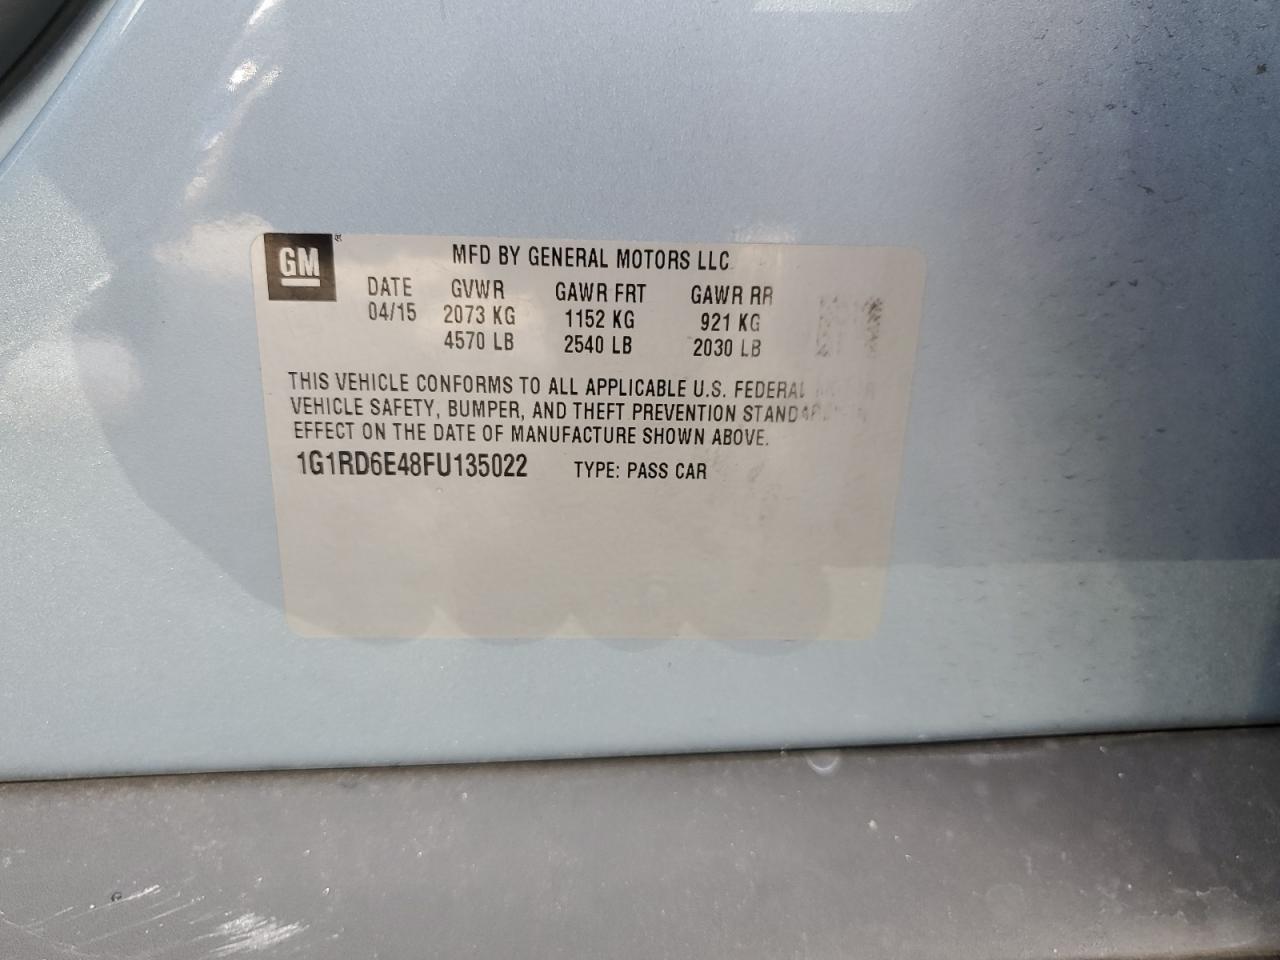 GM
MFD BY GENERAL MOTORS LLC
DATE GVWR GAWR FRT GAWR RR
04/15 2073 KG 1152 KG 921 KG
4570 LB 2540 LB 2030 LB
THIS VEHICLE CONFORMS TO ALL APPLICABLE U.S. FEDERAL
VEHICLE SAFETY, BUMPER, AND THEFT PREVENTION
EFFECT ON THE DATE OF MANUFACTURE SHOWN ABOVE.
1G1RD6E48FU135022 TYPE: PASS CAR